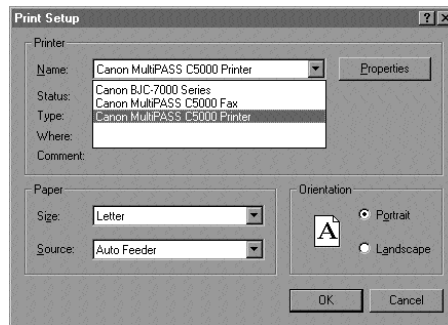 Print Setup
Printer
Name: Canon MultiPASS C5000 Printer Properties
Status: Canon BJC-7000 Series
Type: Canon MultiPASS C5000 Fax
Canon MultiPASS C5000 Printer
Where:
Comment:
Paper
Size: Letter
Source: Auto Feeder
Orientation
A
Portrait
Landscape
OK Cancel